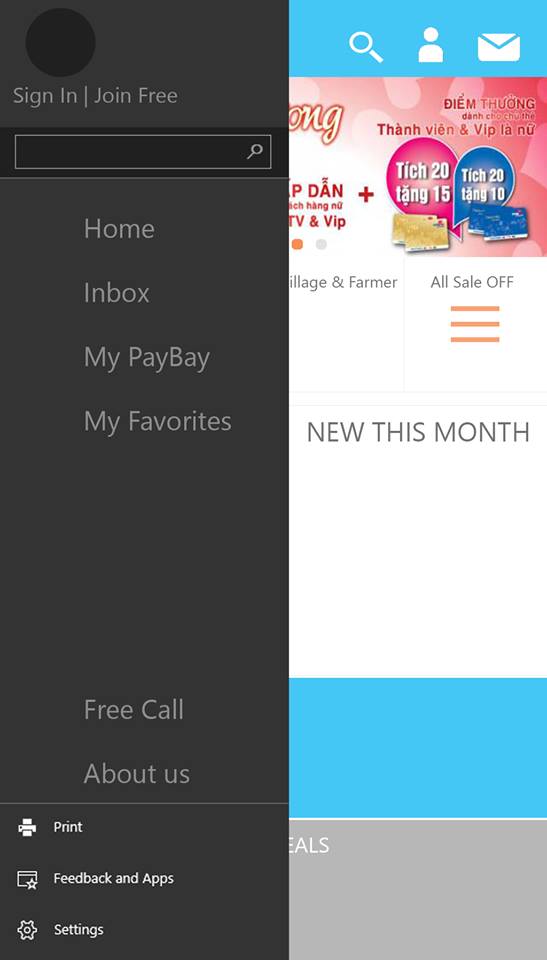 Sign In | Join Free
Home
Inbox
My PayBay
My Favorites
Free Call
About us
Print
Feedback and Apps
Settings
ĐIỂM THƯỞNG
dành cho chủ thẻ
Thành viên & Vip là nữ
ong
ẤP DẪN
ách hàng nữ
TV & Vip
+
Tích 20
tặng 15
Tích 20
tặng 10
illage & Farmer
All Sale OFF
NEW THIS MONTH
EALS